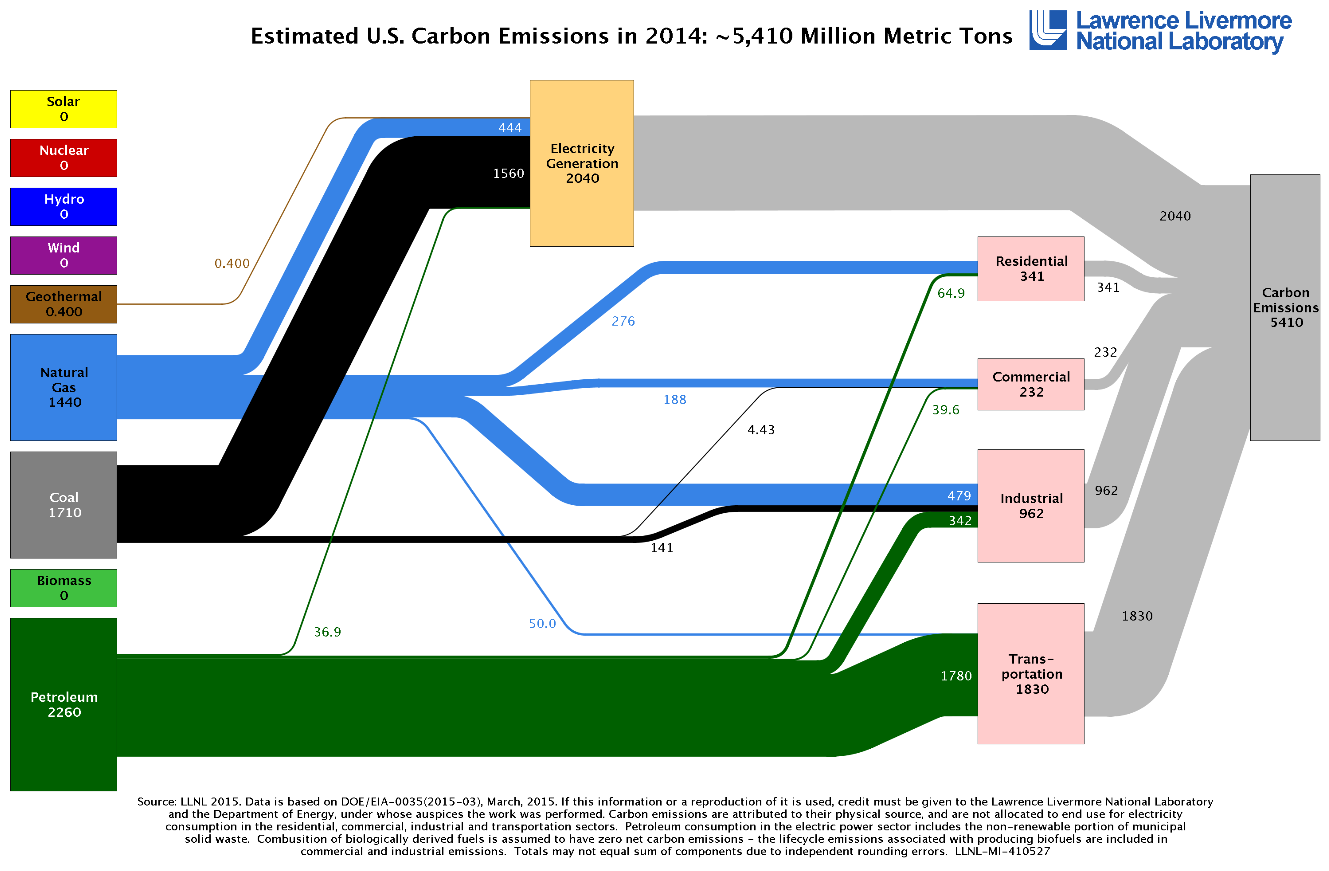 Estimated U.S. Carbon Emissions in 2014: ~5,410 Million Metric Tons
Lawrence Livermore
National Laboratory
Solar
0
Nuclear
0
Hydro
0
Wind
0
Geothermal
0.400
Natural
Gas
1440
Coal
1710
Biomass
0
Petroleum
2260
0.400
444
1560
36.9
Electricity
Generation
2040
276
188
4.43
141
50.0
64.9
39.6
479
342
1780
Residential
341
Commercial
232
Industrial
962
Trans-
portation
1830
2040
341
232
962
1830
Carbon
Emissions
5410
Source: LLNL 2015. Data is based on DOE/EIA-0035(2015-03), March, 2015. If this information or a reproduction of it is used, credit must be given to the Lawrence Livermore National Laboratory
and the Department of Energy, under whose auspices the work was performed. Carbon emissions are attributed to their physical source, and are not allocated to end use for electricity
consumption in the residential, commercial, industrial and transportation sectors. Petroleum consumption in the electric power sector includes the non-renewable portion of municipal
solid waste. Combusition of biologically derived fuels is assumed to have zero net carbon emissions - the lifecycle emissions associated with producing biofuels are included in
commercial and industrial emissions. Totals may not equal sum of components due to independent rounding errors. LLNL-MI-410527